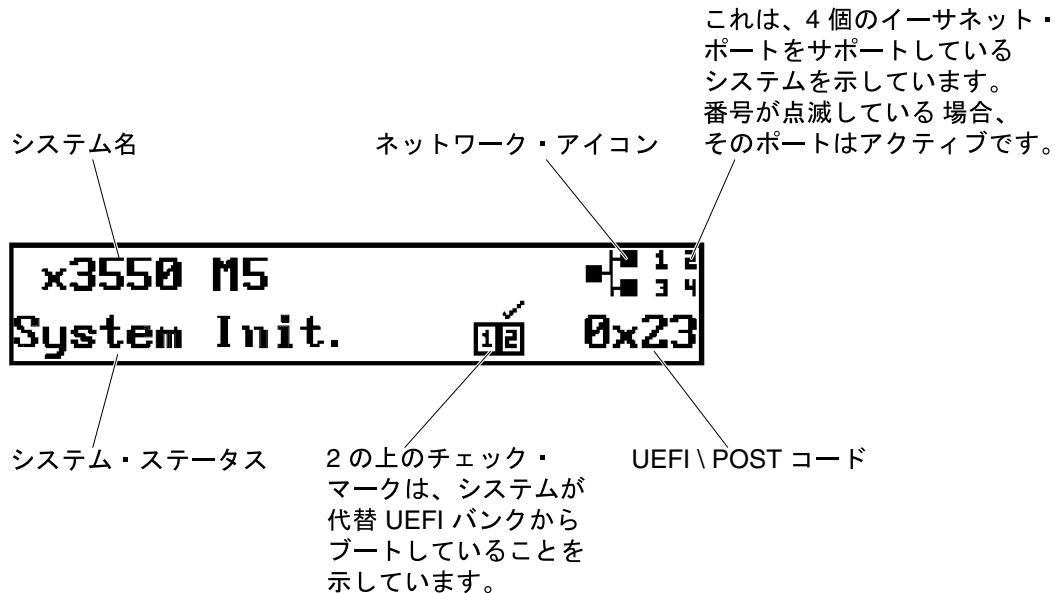 これは、4 個のイーサネット・
ポートをサポートしている
システムを示しています。
番号が点滅している 場合、
そのポートはアクティブです。
システム名
ネットワーク・アイコン
x3550 M5
1 2
3 4
System Init.
1 2
0x23
システム・ステータス
2 の上のチェック・
マークは、システムが
代替 UEFI バンクから
ブートしていることを
示しています。
UEFI \ POST コード